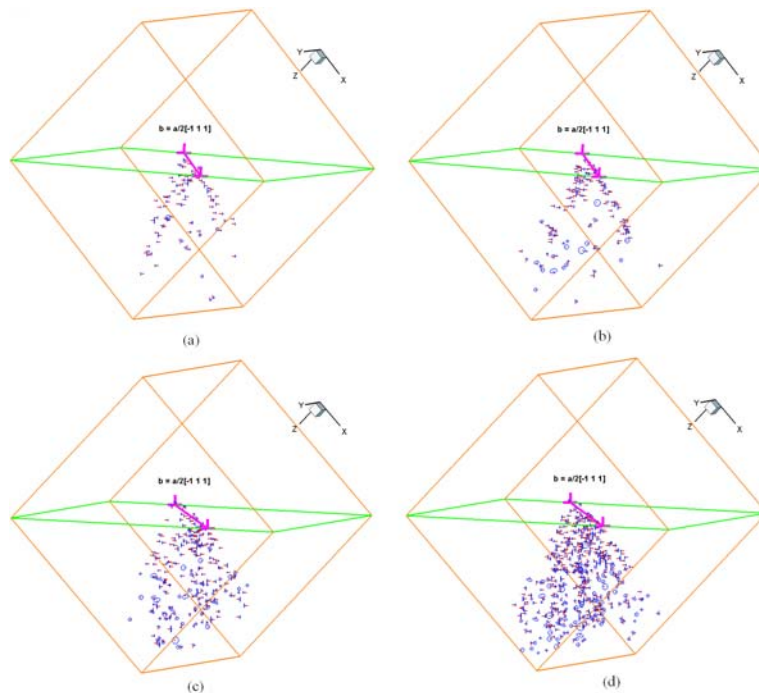 Y
Z
X
b = a/2[-1 1 1]
(a)
Y
Z
X
b = a/2[-1 1 1]
(b)
Y
Z
X
b = a/2[-1 1 1]
(c)
Y
Z
X
b = a/2[-1 1 1]
(d)